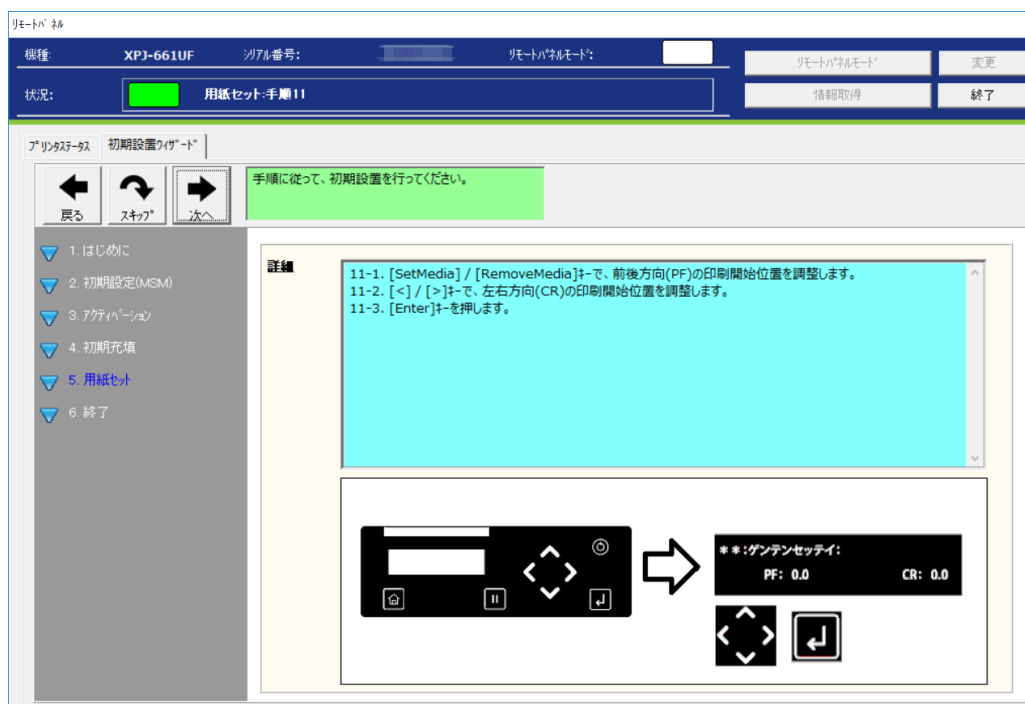 リモートパネル
機種: XPJ-661UF シリアル番号: リモートパネルモード: リモートパネルモード 変更
状況: 用紙セット:手順11 情報取得 終了
プリンタステータス 初期設置ウィザード
戻る スキップ 次へ
手順に従って、初期設置を行ってください。
1. はじめに
2. 初期設定(MSM)
3. アクティベーション
4. 初期充填
5. 用紙セット
6. 終了
詳細
11-1. [SetMedia] / [RemoveMedia]キーで、前後方向(PF)の印刷開始位置を調整します。
11-2. [<] / [>]キーで、左右方向(CR)の印刷開始位置を調整します。
11-3. [Enter]キーを押します。
**:ゲンテンセッテイ:
PF: 0.0 CR: 0.0